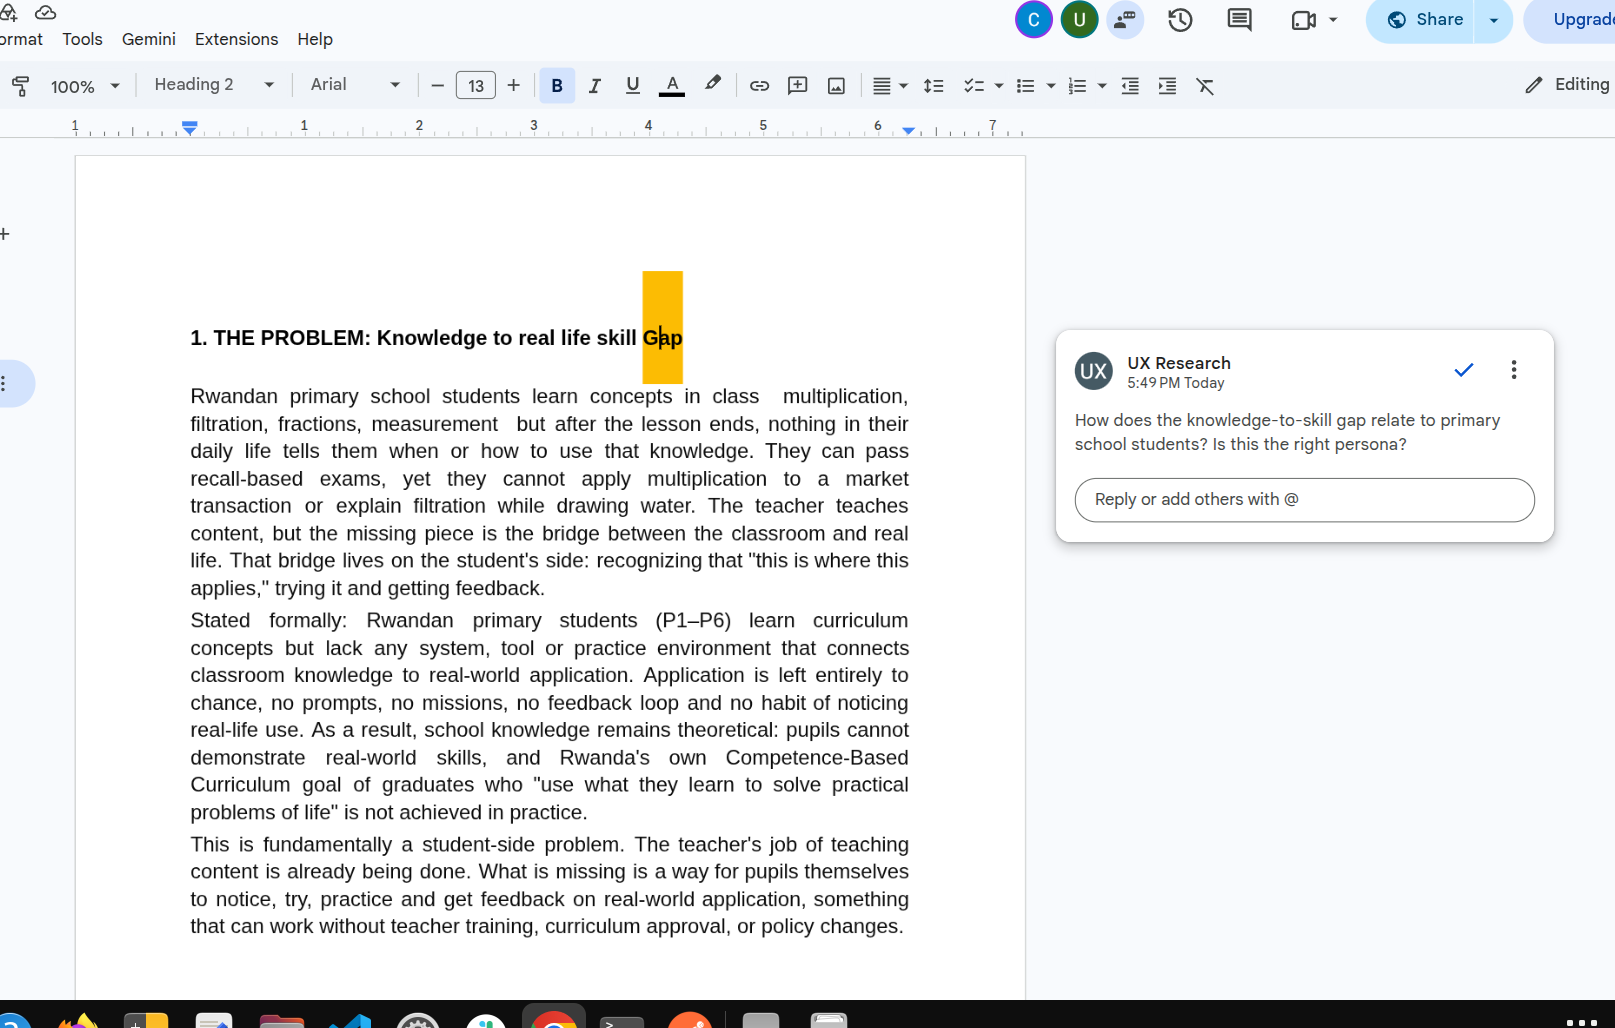 ormat Tools Gemini Extensions Help
C U Share Upgrade
100% Heading 2 Arial − 13 + B I U A Editing
1 1 2 3 4 5 6 7
1. THE PROBLEM: Knowledge to real life skill Gap
Rwandan primary school students learn concepts in class multiplication,
filtration, fractions, measurement but after the lesson ends, nothing in their
daily life tells them when or how to use that knowledge. They can pass
recall-based exams, yet they cannot apply multiplication to a market
transaction or explain filtration while drawing water. The teacher teaches
content, but the missing piece is the bridge between the classroom and real
life. That bridge lives on the student's side: recognizing that "this is where this
applies," trying it and getting feedback.
Stated formally: Rwandan primary students (P1–P6) learn curriculum
concepts but lack any system, tool or practice environment that connects
classroom knowledge to real-world application. Application is left entirely to
chance, no prompts, no missions, no feedback loop and no habit of noticing
real-life use. As a result, school knowledge remains theoretical: pupils cannot
demonstrate real-world skills, and Rwanda's own Competence-Based
Curriculum goal of graduates who "use what they learn to solve practical
problems of life" is not achieved in practice.
This is fundamentally a student-side problem. The teacher's job of teaching
content is already being done. What is missing is a way for pupils themselves
to notice, try, practice and get feedback on real-world application, something
that can work without teacher training, curriculum approval, or policy changes.
UX UX Research
5:49 PM Today
How does the knowledge-to-skill gap relate to primary
school students? Is this the right persona?
Reply or add others with @